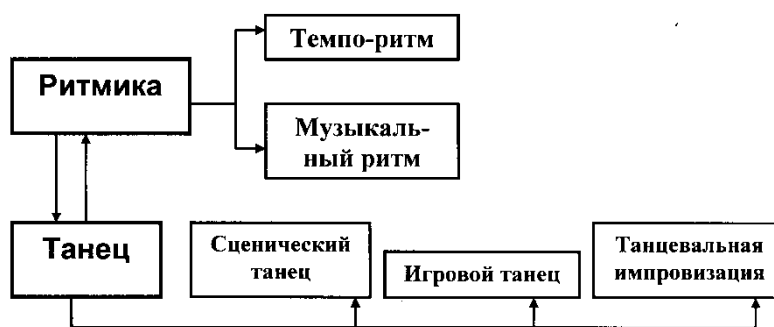 Темпо-ритм
Ритмика
Музыкаль-
ный ритм
Танец
Сценический
танец
Игровой танец
Танцевальная
импровизация